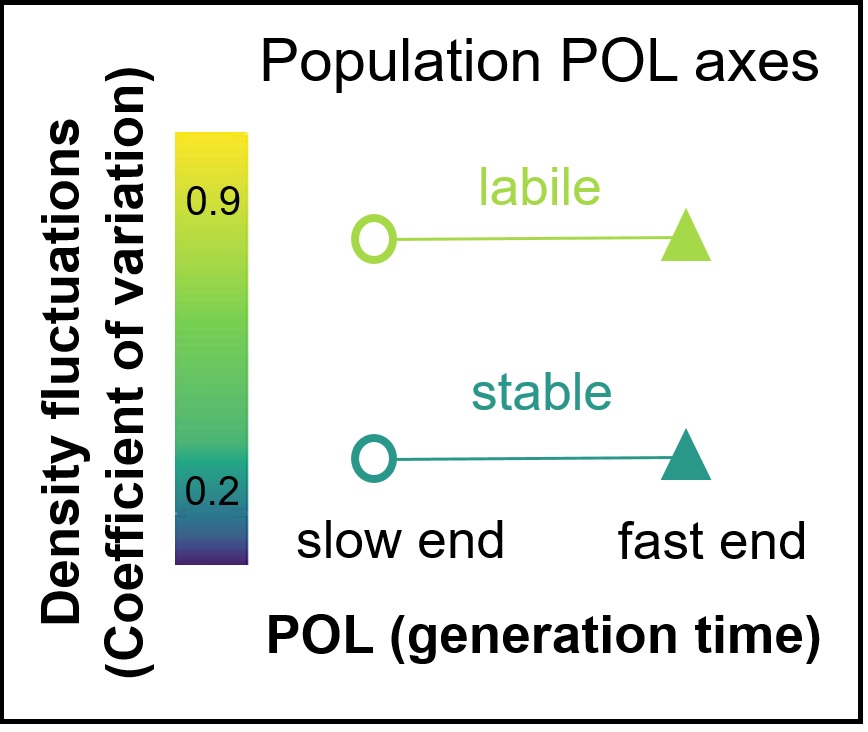 Population POL axes
Density fluctuations
(Coefficient of variation)
0.9
labile
stable
0.2
slow end
fast end
POL (generation time)